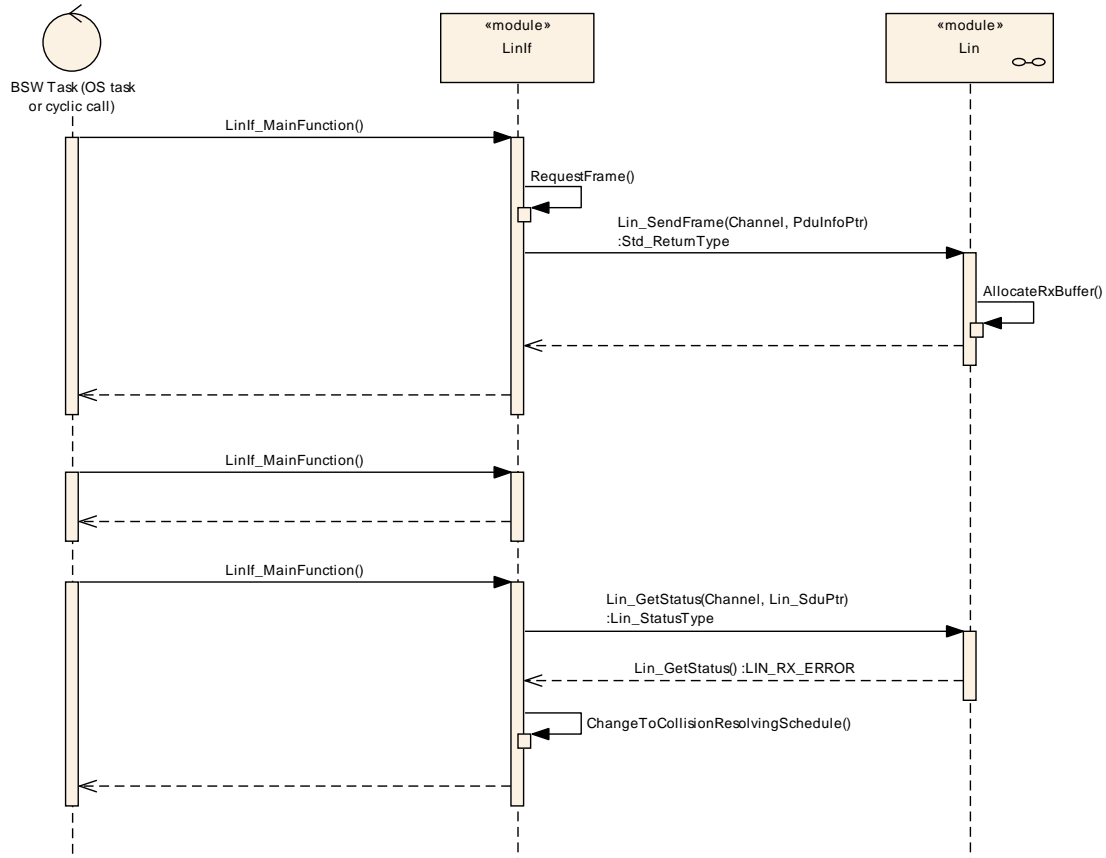 «module»
LinIf
«module»
Lin
BSW Task (OS task
or cyclic call)
LinIf_MainFunction()
RequestFrame()
Lin_SendFrame(Channel, PduInfoPtr)
:Std_ReturnType
AllocateRxBuffer()
LinIf_MainFunction()
LinIf_MainFunction()
Lin_GetStatus(Channel, Lin_SduPtr)
:Lin_StatusType
Lin_GetStatus() :LIN_RX_ERROR
ChangeToCollisionResolvingSchedule()